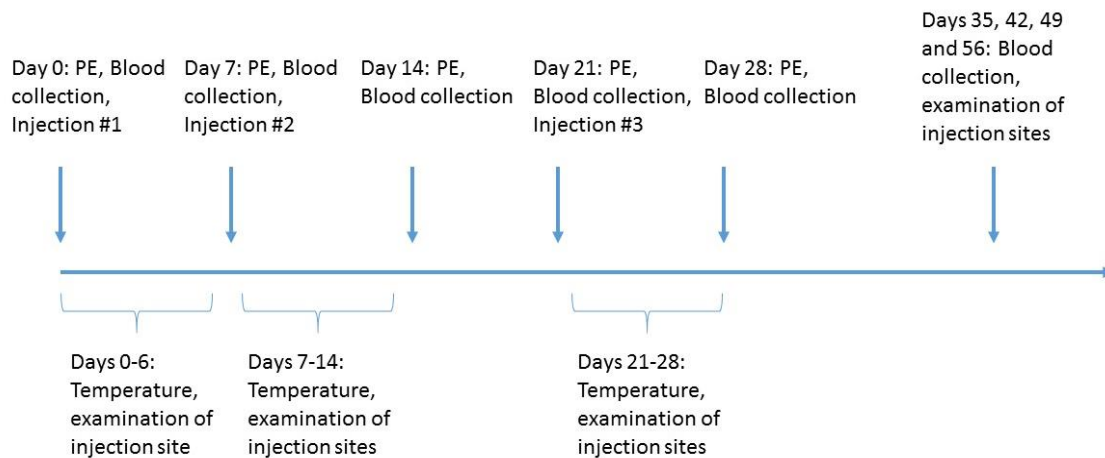 Day 0: PE, Blood
collection,
Injection #1
Day 7: PE, Blood
collection,
Injection #2
Day 14: PE,
Blood collection
Day 21: PE,
Blood collection,
Injection #3
Day 28: PE,
Blood collection
Days 35, 42, 49
and 56: Blood
collection,
examination of
injection sites
Days 0-6:
Temperature,
examination of
injection site
Days 7-14:
Temperature,
examination of
injection sites
Days 21-28:
Temperature,
examination of
injection sites